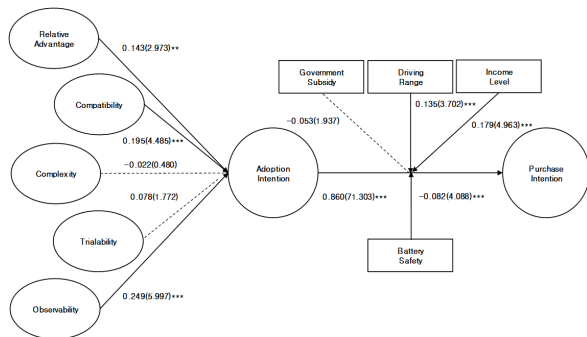 Relative
Advantage
0.143(2.973)**
Compatibility
0.195(4.485)***
Complexity
-0.022(0.480)
0.078(1.772)
Trialability
Observability
0.249(5.997)***
Adoption
Intention
Government
Subsidy
-0.053(1.937)
Driving
Range
0.135(3.702)***
Income
Level
0.179(4.963)***
0.860(71.303)***
-0.082(4.088)***
Battery
Safety
Purchase
Intention